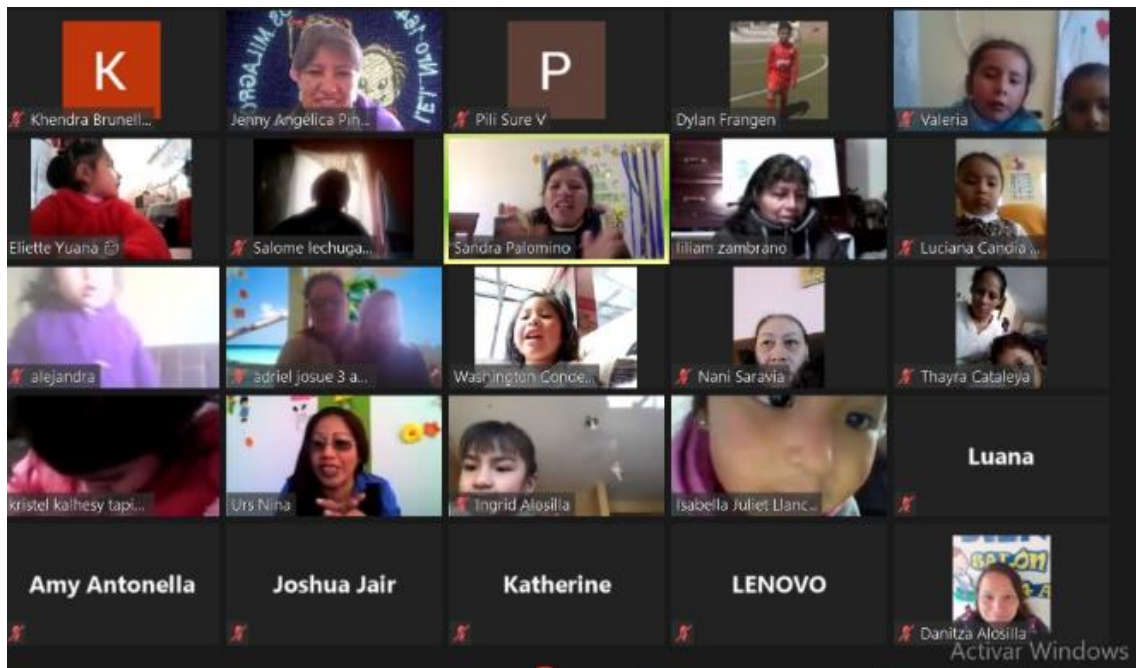 K
Khendra Brunell...
Jenny Angélica Pin...
P
Pili Sure V
Dylan Frangen
Valeria
Eliette Yuana
Salome lechuga...
Sandra Palomino
liliam zambrano
Luciana Candia ...
alejandra
adriel josue 3 a...
Washington Conde...
Nani Saravia
Thayra Cataleya
kristel kalhesy tapi...
Urs Nina
Ingrid Alosilla
Isabella Juliet Llanc...
Luana
Amy Antonella
Joshua Jair
Katherine
LENOVO
SALÓN
Danitza Alosilla
Activar Windows